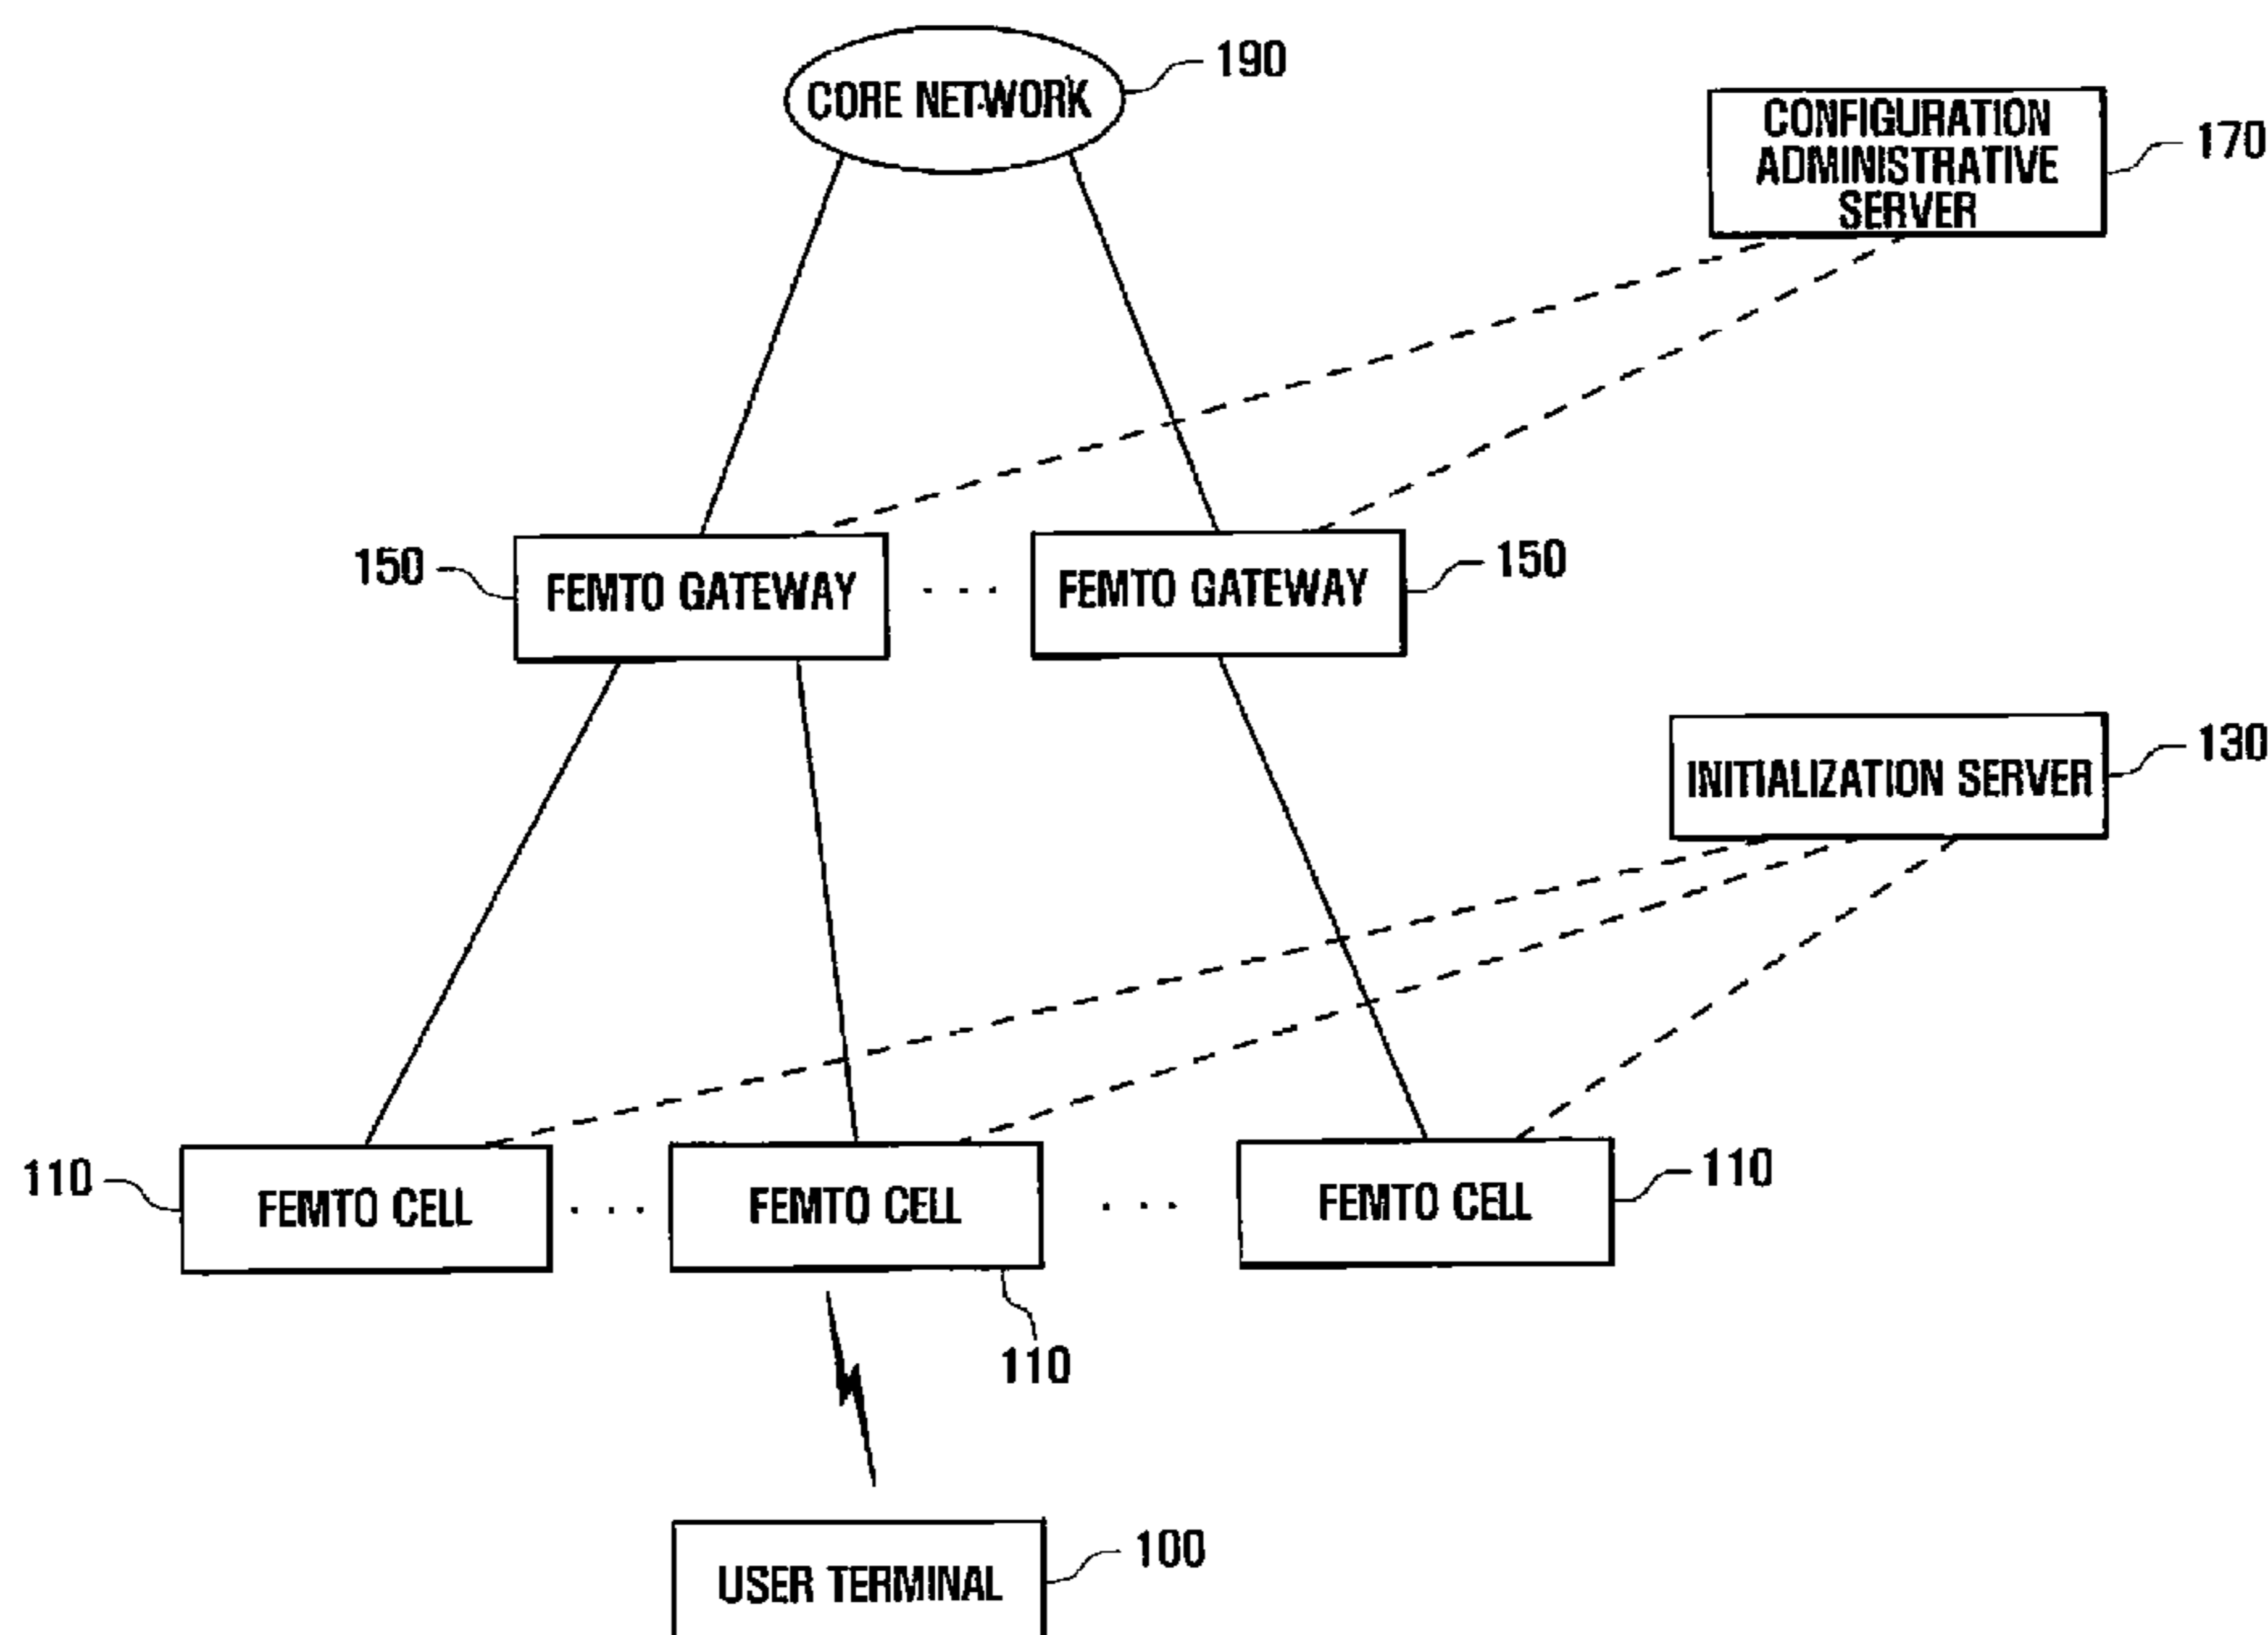 CORE NETWORK
190
CONFIGURATION
ADMINISTRATIVE
SERVER
170
150
FEMTO GATEWAY
. . .
FEMTO GATEWAY
150
INITIALIZATION SERVER
130
110
FEMTO CELL
. . .
FEMTO CELL
110
. . .
FEMTO CELL
110
USER TERMINAL
100